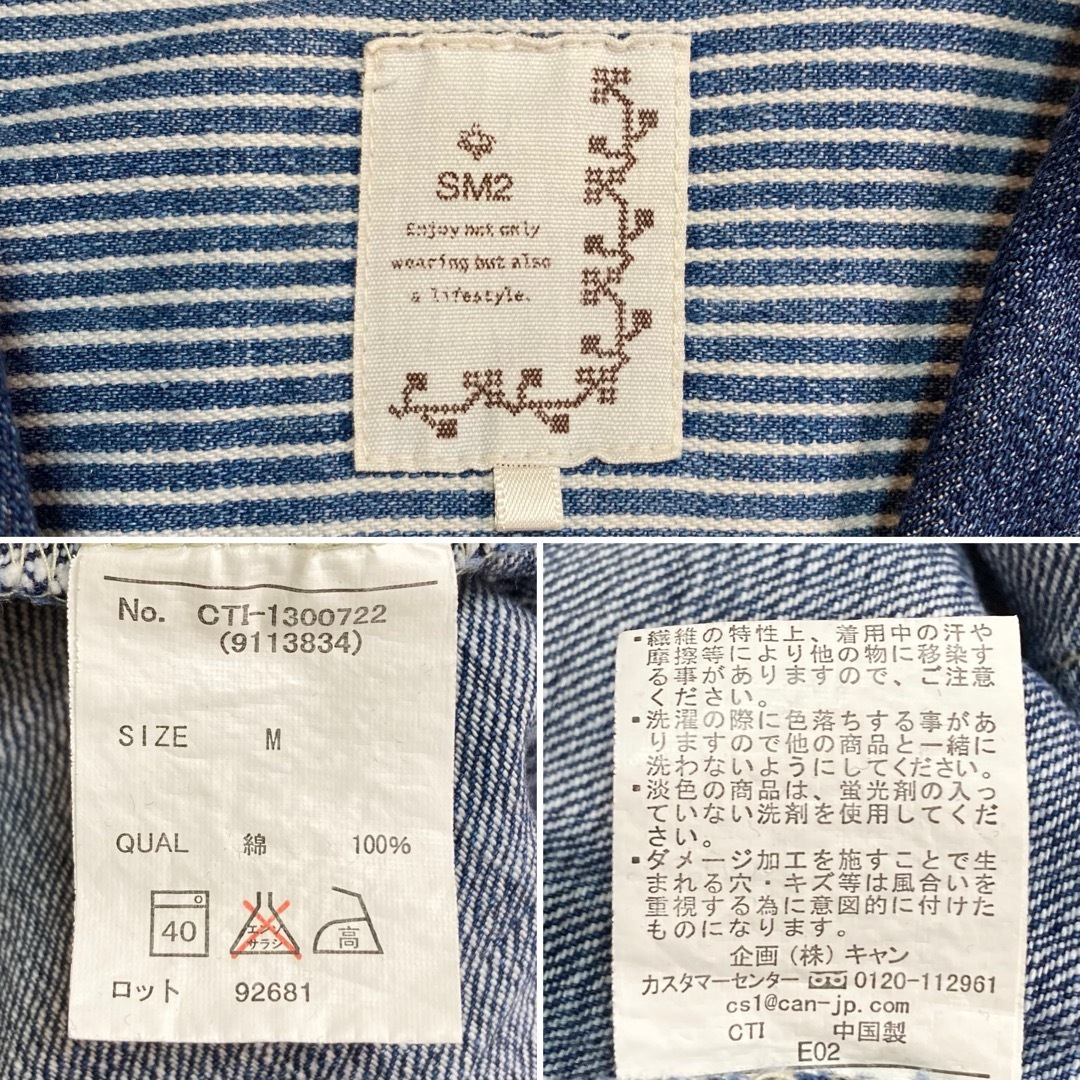 SM2
Enjoy not only
wearing but also
a lifestyle.
No. CTI-1300722
(9113834)
SIZE M
QUAL 綿 100%
40 エンソサラシ 高
ロット 92681
・繊維の特性上、着用中の汗や
摩擦等により他の物に移染す
る事がありますので、ご注意
ください。
・洗濯の際に色落ちする事があ
りますので他の商品と一緒に
洗わないようにしてください。
・淡色の商品は、蛍光剤の入っ
ていない洗剤を使用してくだ
さい。
・ダメージ加工を施すことで生
まれる穴・キズ等は風合いを
重視する為に意図的に付けた
ものになります。
企画(株)キャン
カスタマーセンター 0120-112961
cs1@can-jp.com
CTI 中国製
E02